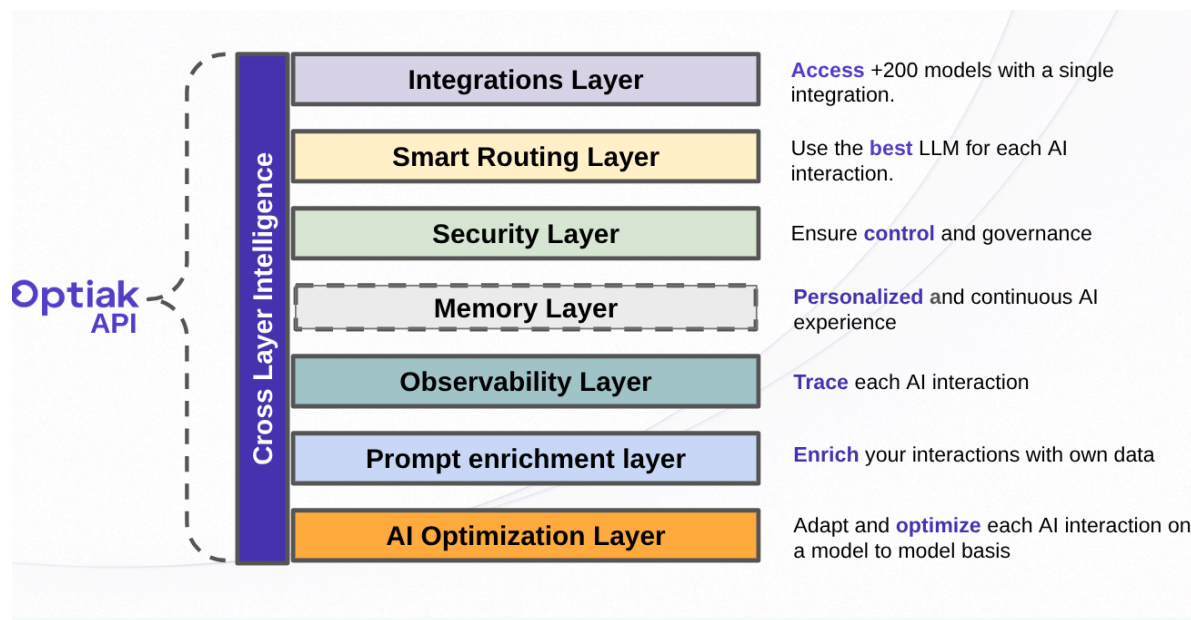 Integrations Layer
Access +200 models with a single
integration.
Smart Routing Layer
Use the best LLM for each AI
interaction.
Security Layer
Ensure control and governance
Cross Layer Intelligence
Optiak
API
Memory Layer
Personalized and continuous AI
experience
Observability Layer
Trace each AI interaction
Prompt enrichment layer
Enrich your interactions with own data
AI Optimization Layer
Adapt and optimize each AI interaction on
a model to model basis